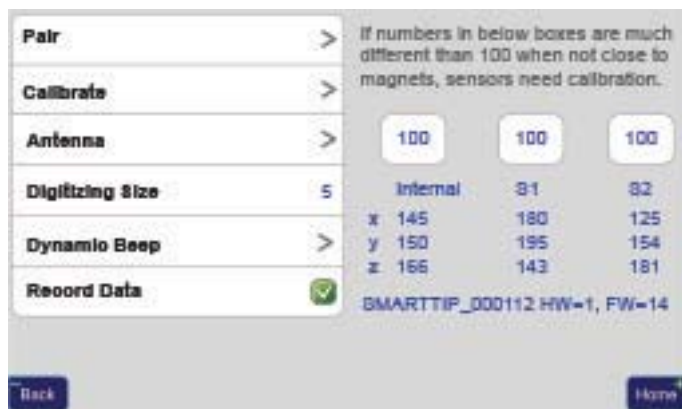 Pair >
Calibrate >
Antenna >
Digitizing Size 5
Dynamic Beep >
Record Data
If numbers in below boxes are much
different than 100 when not close to
magnets, sensors need calibration.
100 100 100
Internal S1 S2
x 145 180 125
y 150 195 154
z 166 143 181
SMARTTIP_000112 HW=1, FW=14
Back
Home